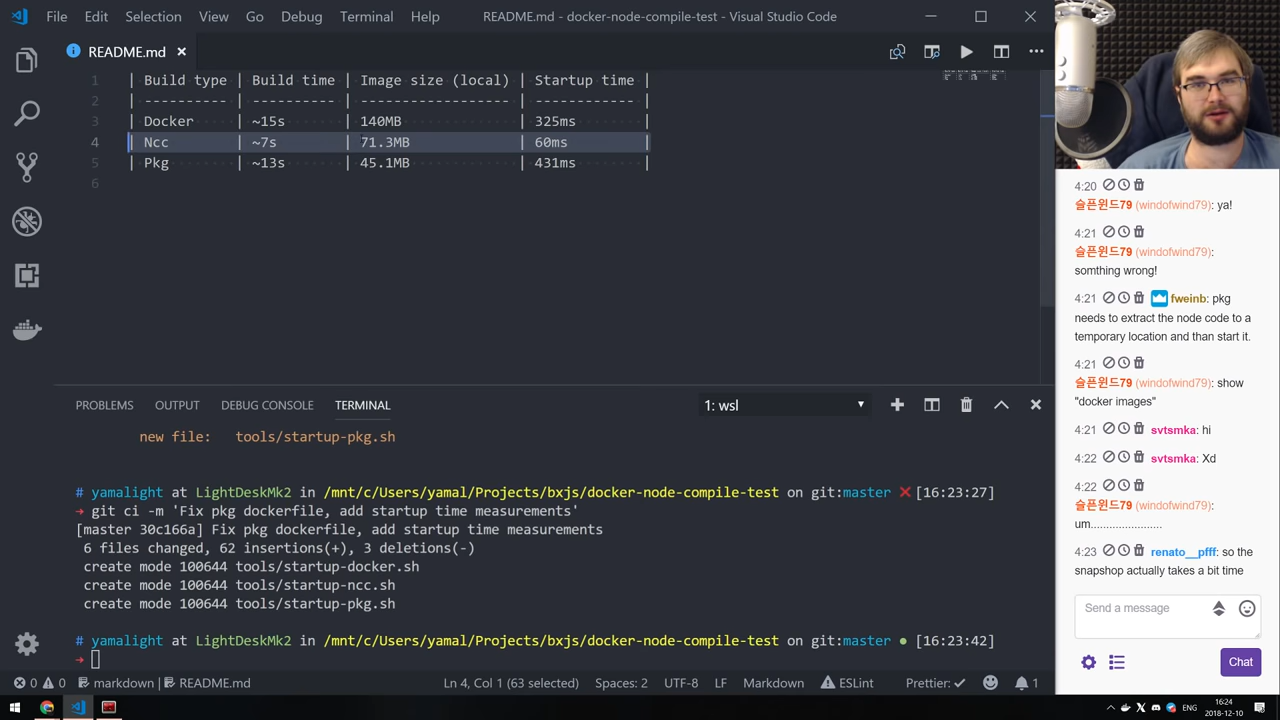 File Edit Selection View Go Debug Terminal Help README.md - docker-node-compile-test - Visual Studio Code
README.md
1 | Build type | Build time | Image size (local) | Startup time |
2 | ---------- | ---------- | ------------------ | ------------ |
3 | Docker | ~15s | 140MB | 325ms |
4 | Ncc | ~7s | 71.3MB | 60ms |
5 | Pkg | ~13s | 45.1MB | 431ms |
6
PROBLEMS OUTPUT DEBUG CONSOLE TERMINAL 1: wsl
new file: tools/startup-pkg.sh
# yamalight at LightDeskMk2 in /mnt/c/Users/yamal/Projects/bxjs/docker-node-compile-test on git:master ❌ [16:23:27]
➜ git ci -m 'Fix pkg dockerfile, add startup time measurements'
[master 30c166a] Fix pkg dockerfile, add startup time measurements
6 files changed, 62 insertions(+), 3 deletions(-)
create mode 100644 tools/startup-docker.sh
create mode 100644 tools/startup-ncc.sh
create mode 100644 tools/startup-pkg.sh
# yamalight at LightDeskMk2 in /mnt/c/Users/yamal/Projects/bxjs/docker-node-compile-test on git:master ● [16:23:42]
➜
0 0 markdown | README.md Ln 4, Col 1 (63 selected) Spaces: 2 UTF-8 LF Markdown ESLint Prettier: ✓ 1
4:20
슬픈윈드79 (windofwind79): ya!
4:21
슬픈윈드79 (windofwind79):
somthing wrong!
4:21 fweinb: pkg
needs to extract the node code to a
temporary location and than start it.
4:21
슬픈윈드79 (windofwind79): show
"docker images"
4:21 svtsmka: hi
4:22 svtsmka: Xd
4:22
슬픈윈드79 (windofwind79):
um......................
4:23 renato__pfff: so the
snapshop actually takes a bit time
Send a message
Chat
ENG 16:24
2018-12-10